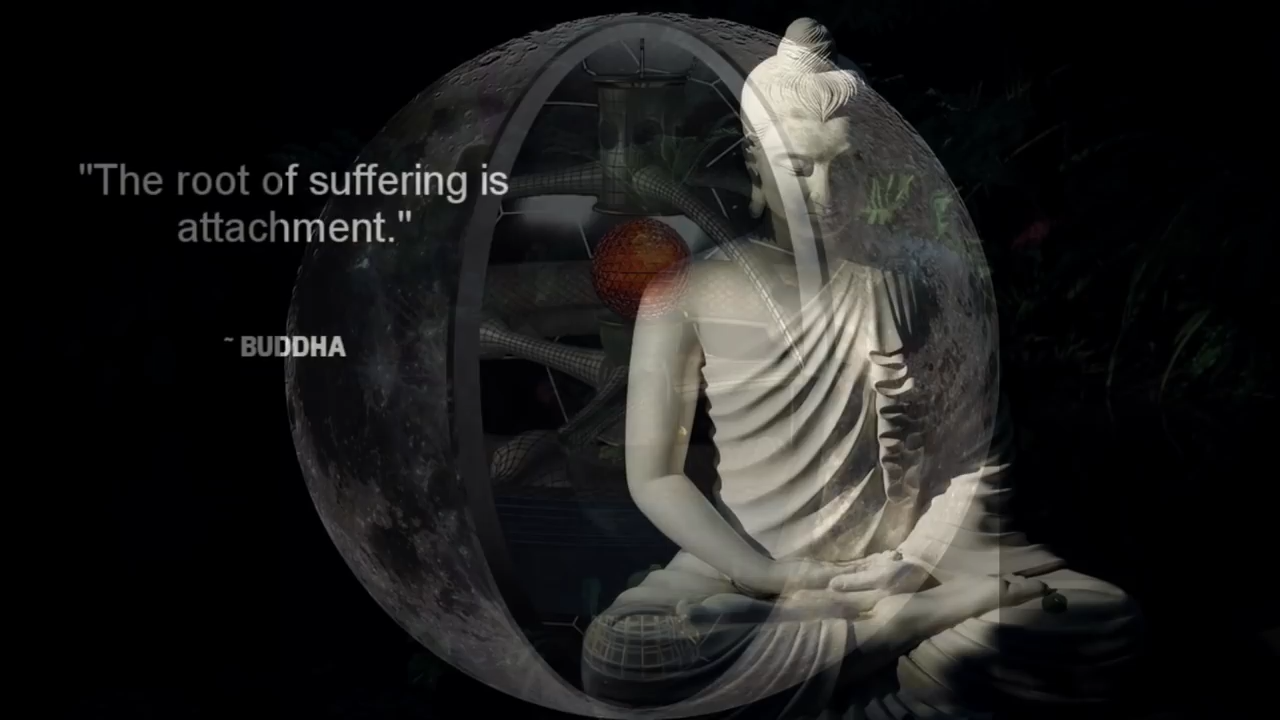 "The root of suffering is
attachment."
~ BUDDHA